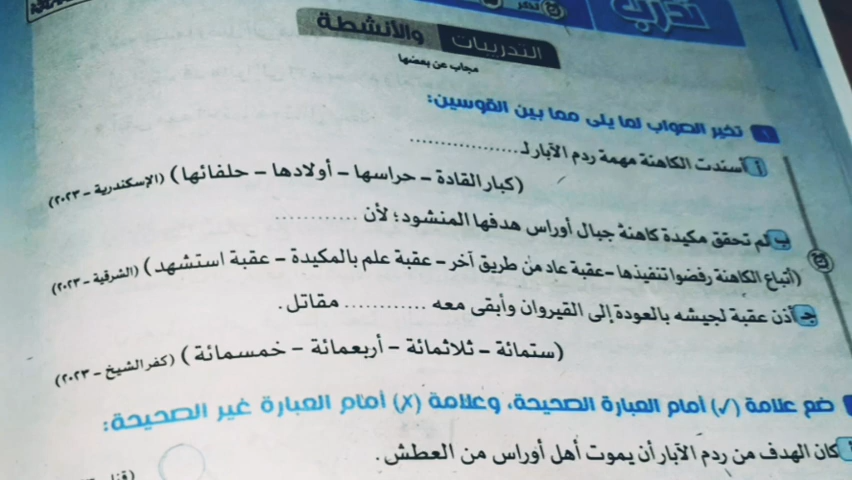 تدرب
التدريبات والأنشطة
مجاب عن بعضها
١ تخير الصواب لما يلى مما بين القوسين:
أ أسندت الكاهنة مهمة ردم الآبار لـ ..................
(كبار القادة - حراسها - أولادها - حلفائها) (الإسكندرية - ٢٠٢٣)
ب لم تحقق مكيدة كاهنة جبال أوراس هدفها المنشود؛ لأن ............
(أتباع الكاهنة رفضوا تنفيذها - عقبة عاد من طريق آخر - عقبة علم بالمكيدة - عقبة استشهد) (الشرقية - ٢٠٢٣)
جـ أذن عقبة لجيشه بالعودة إلى القيروان وأبقى معه ............ مقاتل.
(ستمائة - ثلاثمائة - أربعمائة - خمسمائة) (كفر الشيخ - ٢٠٢٣)
ضع علامة (✓) أمام العبارة الصحيحة، وعلامة (X) أمام العبارة غير الصحيحة:
أ كان الهدف من ردم الآبار أن يموت أهل أوراس من العطش.